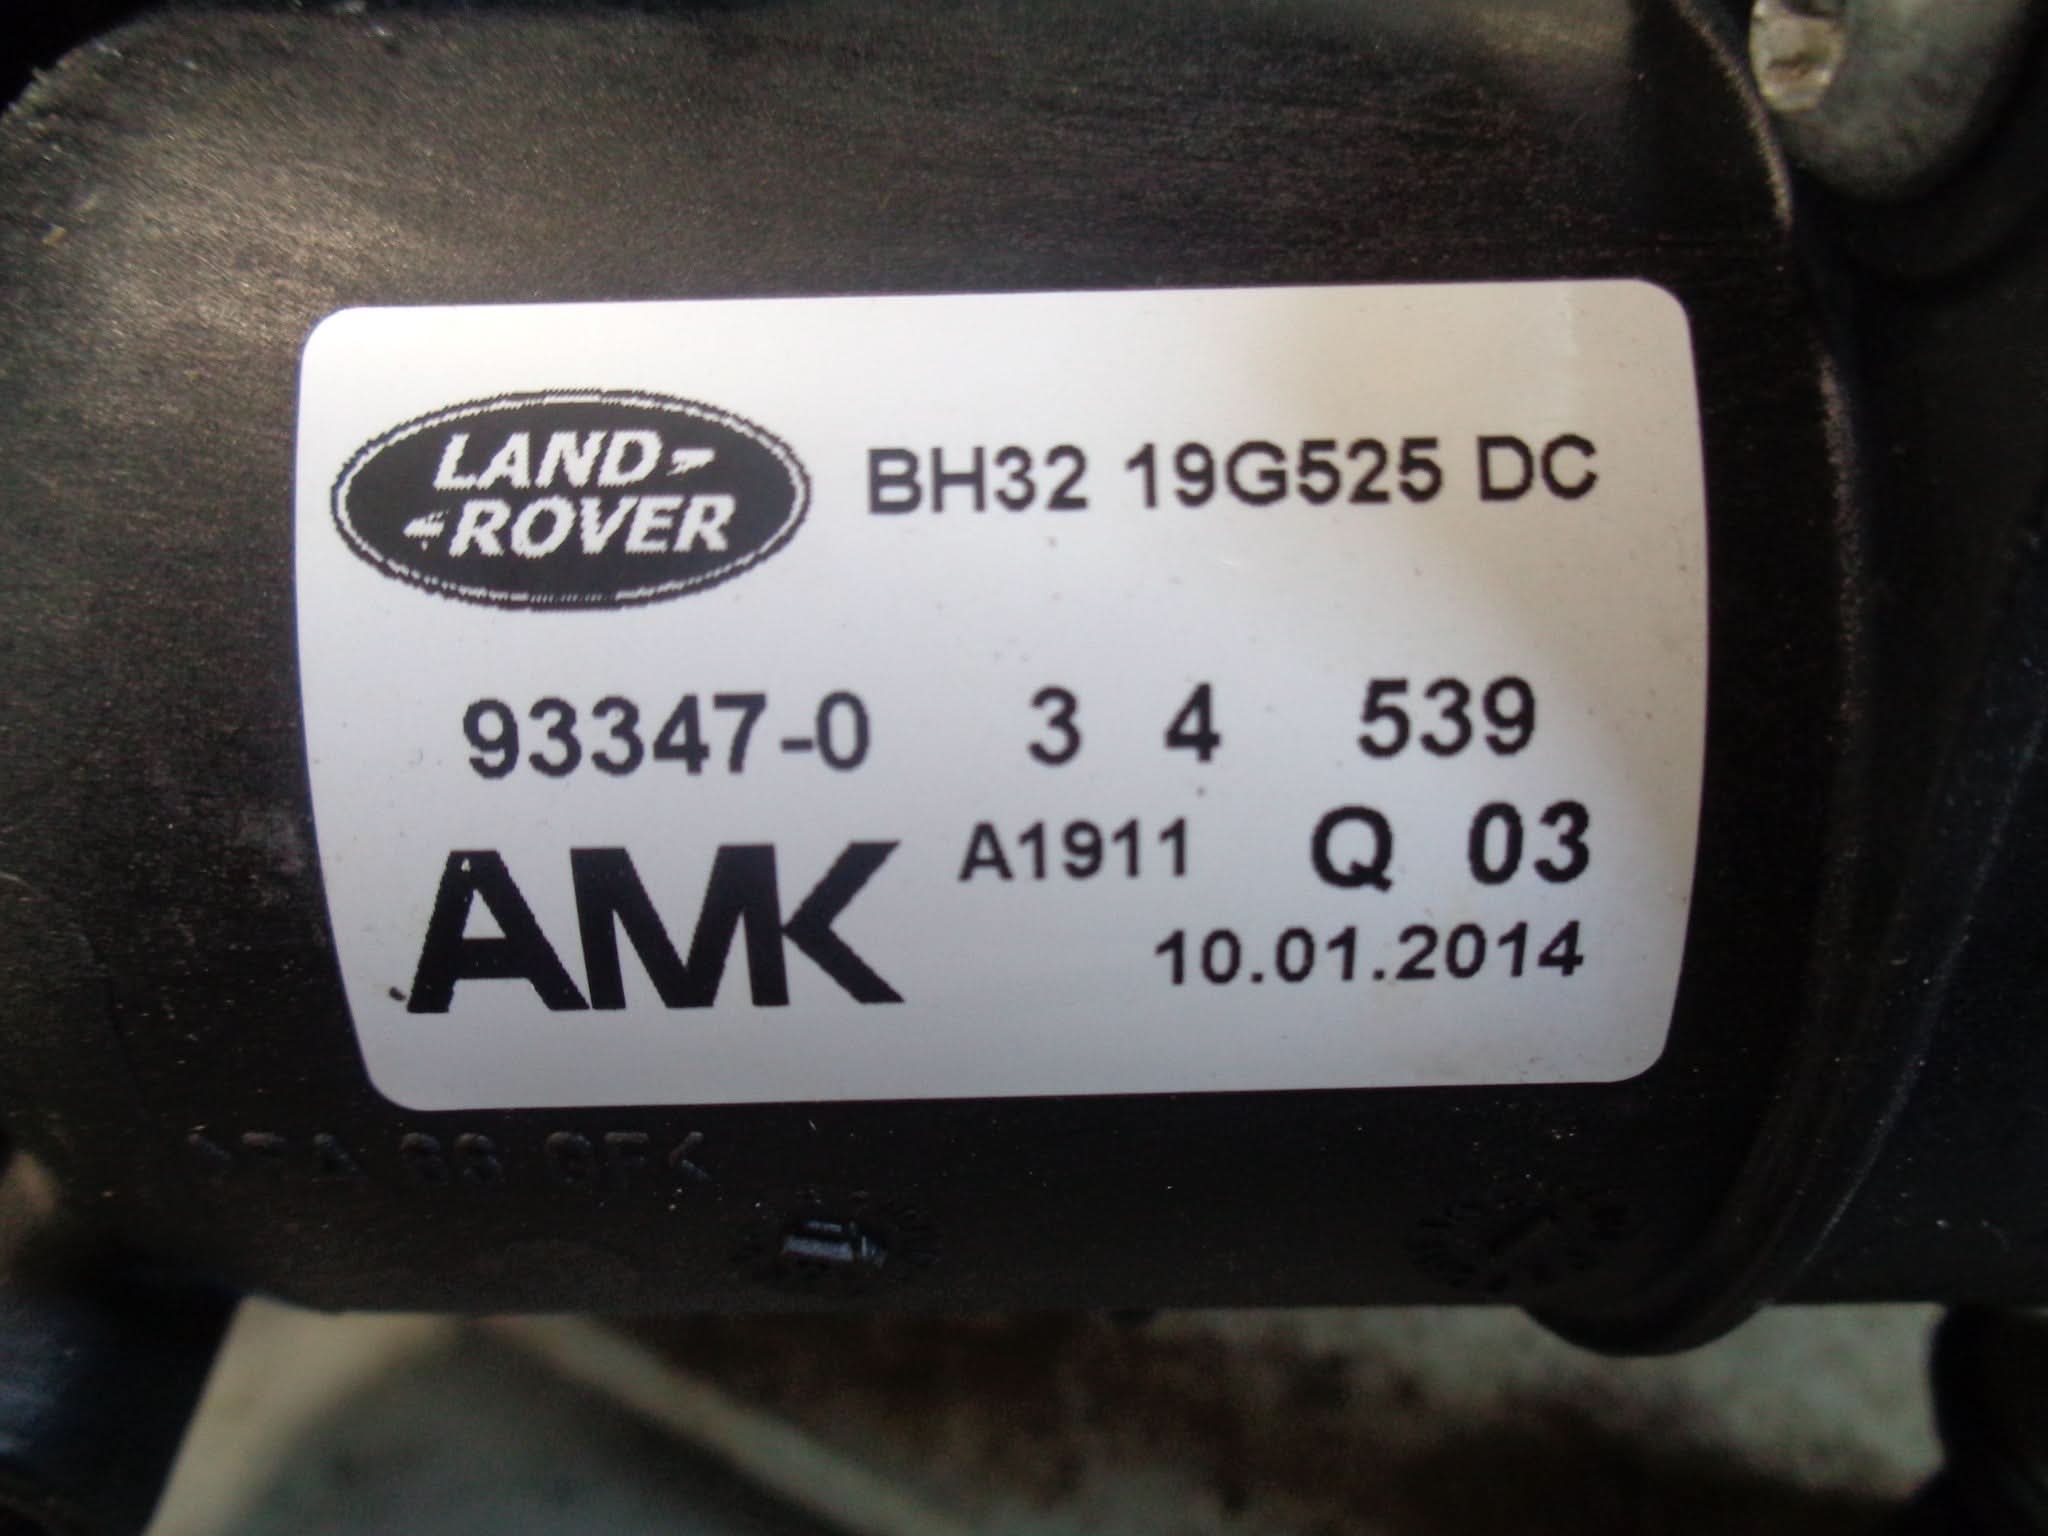 LAND-
-ROVER
BH32 19G525 DC
93347-0 3 4 539
AMK A1911 Q 03
10.01.2014